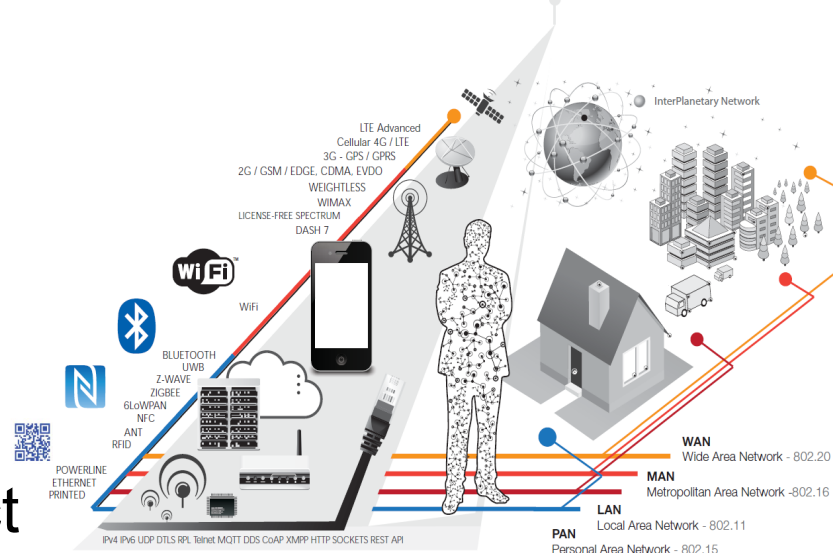 LTE Advanced
Cellular 4G / LTE
3G - GPS / GPRS
2G / GSM / EDGE, CDMA, EVDO
WEIGHTLESS
WIMAX
LICENSE-FREE SPECTRUM
DASH 7
InterPlanetary Network
WiFi
WiFi
BLUETOOTH
UWB
Z-WAVE
ZIGBEE
6LoWPAN
NFC
ANT
RFID
POWERLINE
ETHERNET
PRINTED
ct
WAN
Wide Area Network - 802.20
MAN
Metropolitan Area Network -802.16
LAN
Local Area Network - 802.11
PAN
Personal Area Network - 802.15
IPv4 IPv6 UDP DTLS RPL Telnet MQTT DDS CoAP XMPP HTTP SOCKETS REST API